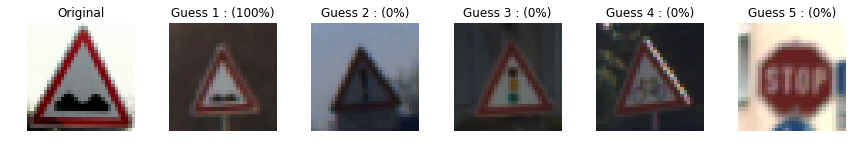 Original
Guess 1 : (100%)
Guess 2 : (0%)
Guess 3 : (0%)
Guess 4 : (0%)
Guess 5 : (0%)
STOP